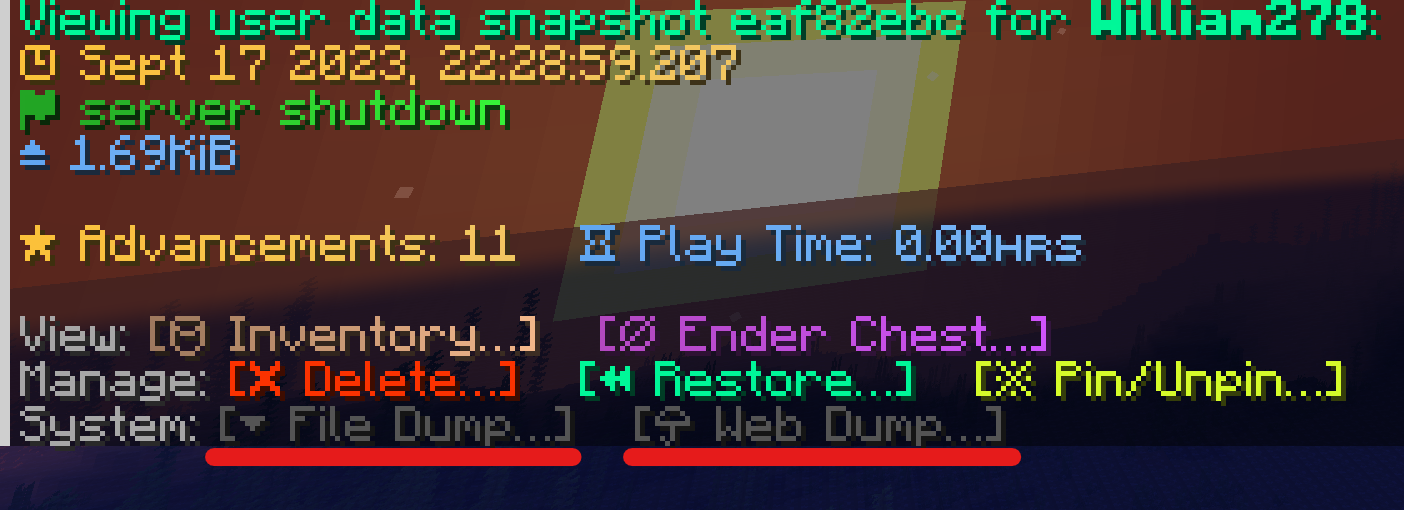 Viewing user data snapshot eaf82ebc for William278:
Sept 17 2023, 22:28:59.207
server shutdown
1.69KiB
★ Advancements: 11 Play Time: 0.00HRS
View: [ Inventory...] [ Ender Chest...]
Manage: [ Delete...] [ Restore...] [ Pin/Unpin...]
System: [ File Dump...] [ Web Dump...]